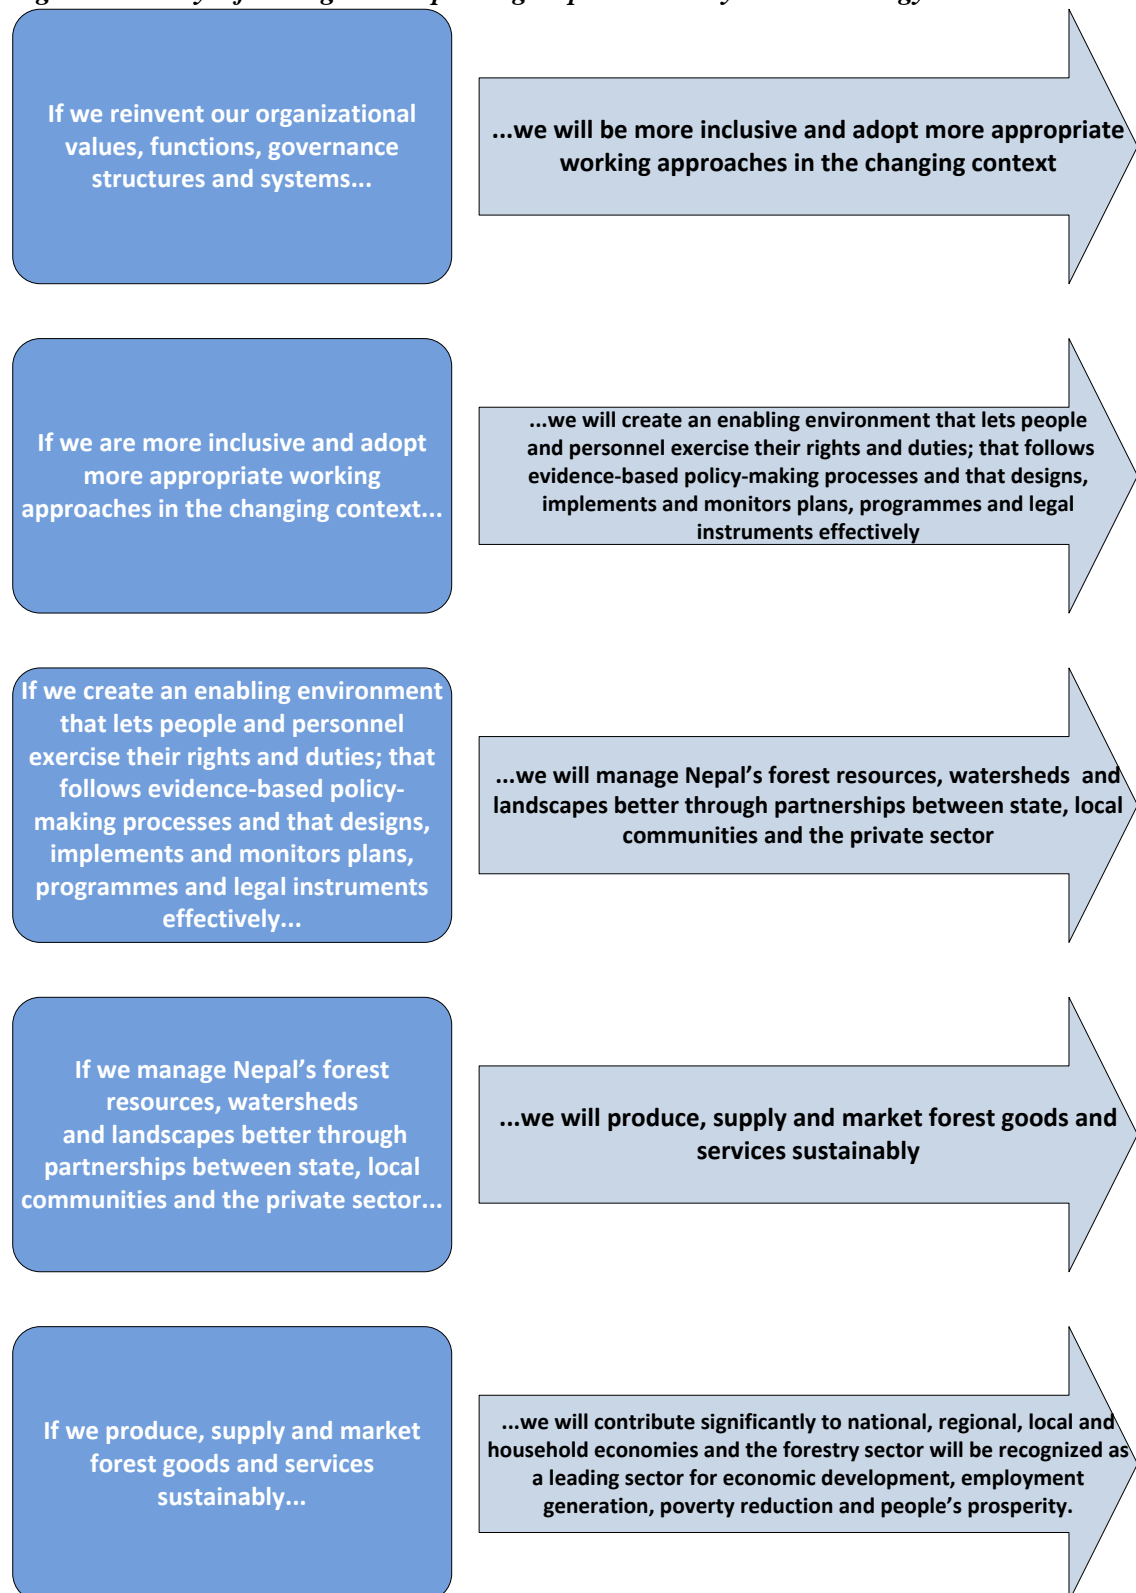 If we reinvent our organizational
values, functions, governance
structures and systems...
...we will be more inclusive and adopt more appropriate
working approaches in the changing context
If we are more inclusive and adopt
more appropriate working
approaches in the changing context...
...we will create an enabling environment that lets people
and personnel exercise their rights and duties; that follows
evidence-based policy-making processes and that designs,
implements and monitors plans, programmes and legal
instruments effectively
If we create an enabling environment
that lets people and personnel
exercise their rights and duties; that
follows evidence-based policy-
making processes and that designs,
implements and monitors plans,
programmes and legal instruments
effectively...
...we will manage Nepal’s forest resources, watersheds  and
landscapes better through partnerships between state, local
communities and the private sector
If we manage Nepal’s forest
resources, watersheds
and landscapes better through
partnerships between state, local
communities and the private sector...
...we will produce, supply and market forest goods and
services sustainably
If we produce, supply and market
forest goods and services
sustainably...
...we will contribute significantly to national, regional, local and
household economies and the forestry sector will be recognized as
a leading sector for economic development, employment
generation, poverty reduction and people’s prosperity.